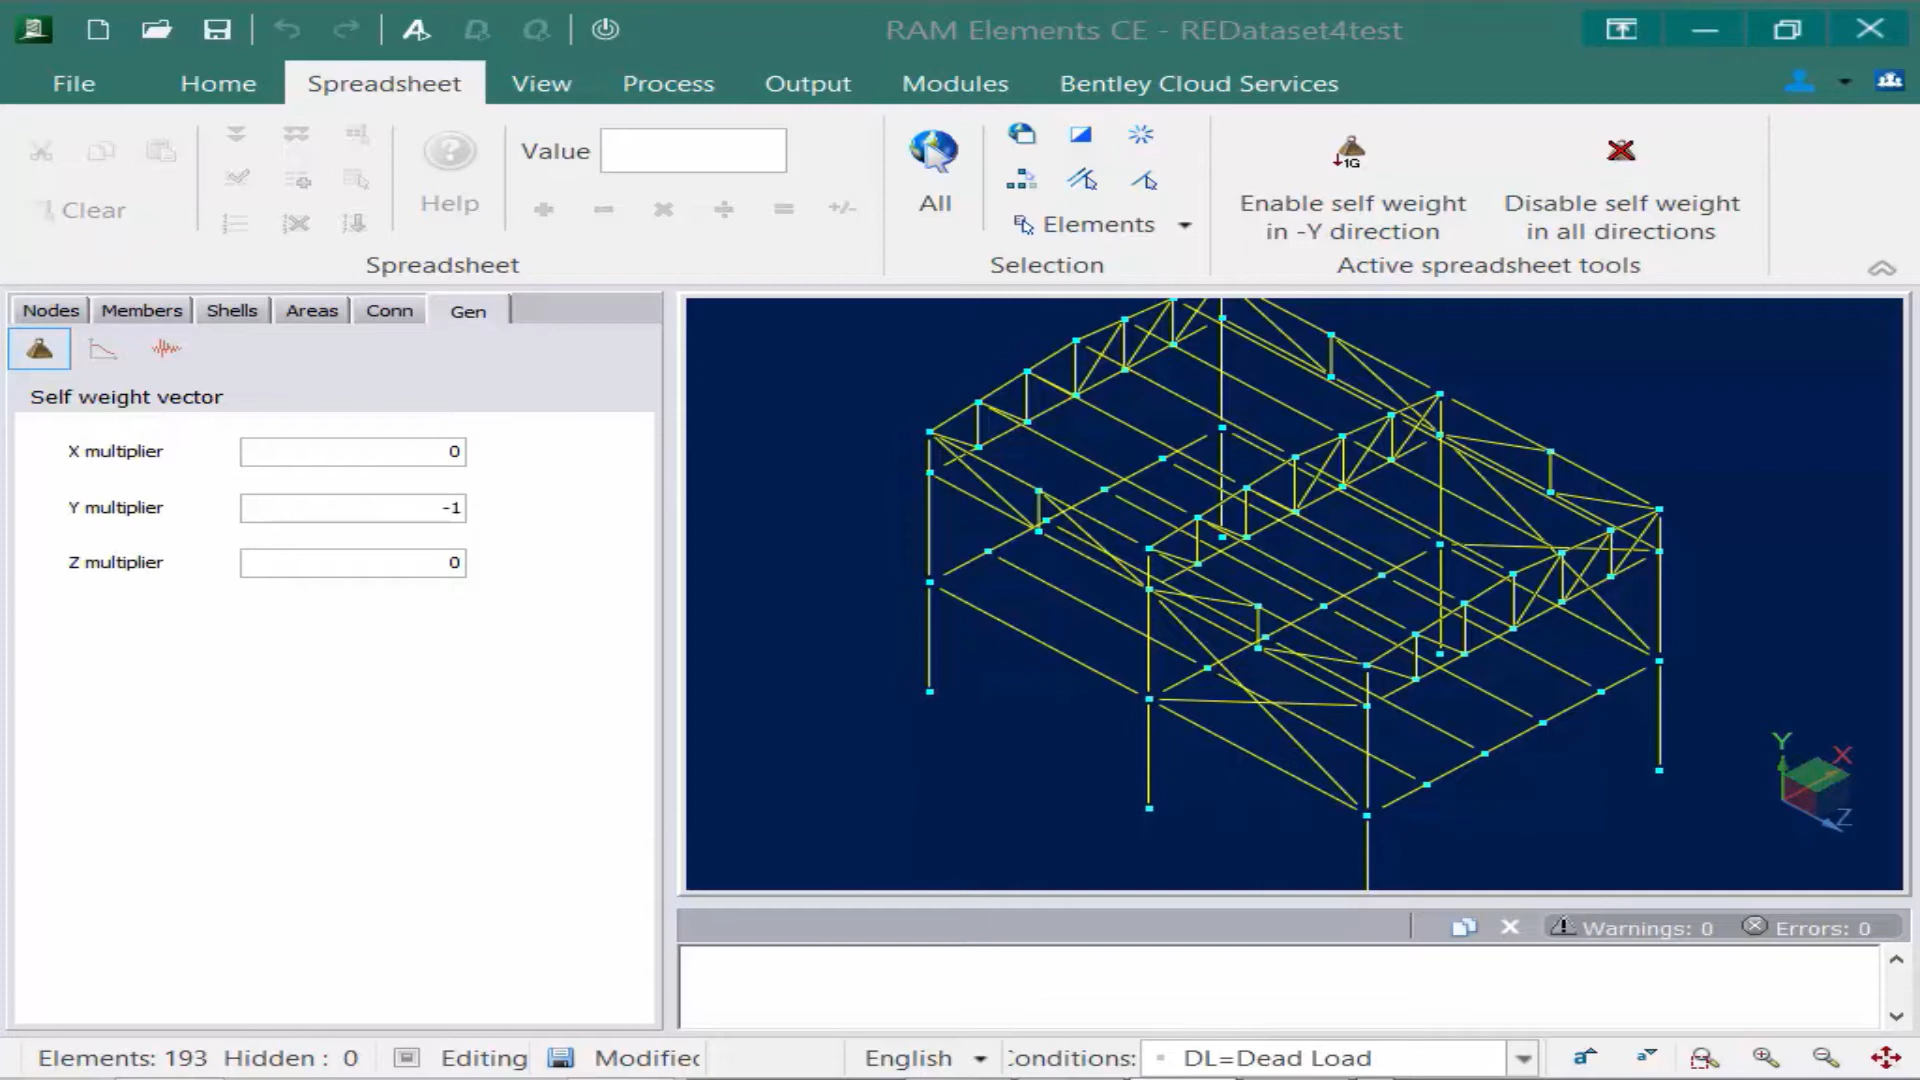 RAM Elements CE - REDataset4test
File Home Spreadsheet View Process Output Modules Bentley Cloud Services
Clear
Help
Value
Spreadsheet
All
Elements
Selection
1G
Enable self weight
in -Y direction
Disable self weight
in all directions
Active spreadsheet tools
Nodes Members Shells Areas Conn Gen
Self weight vector
X multiplier 0
Y multiplier -1
Z multiplier 0
Y
X
Z
Warnings: 0 Errors: 0
Elements: 193 Hidden : 0 Editing Modified English Conditions: DL=Dead Load